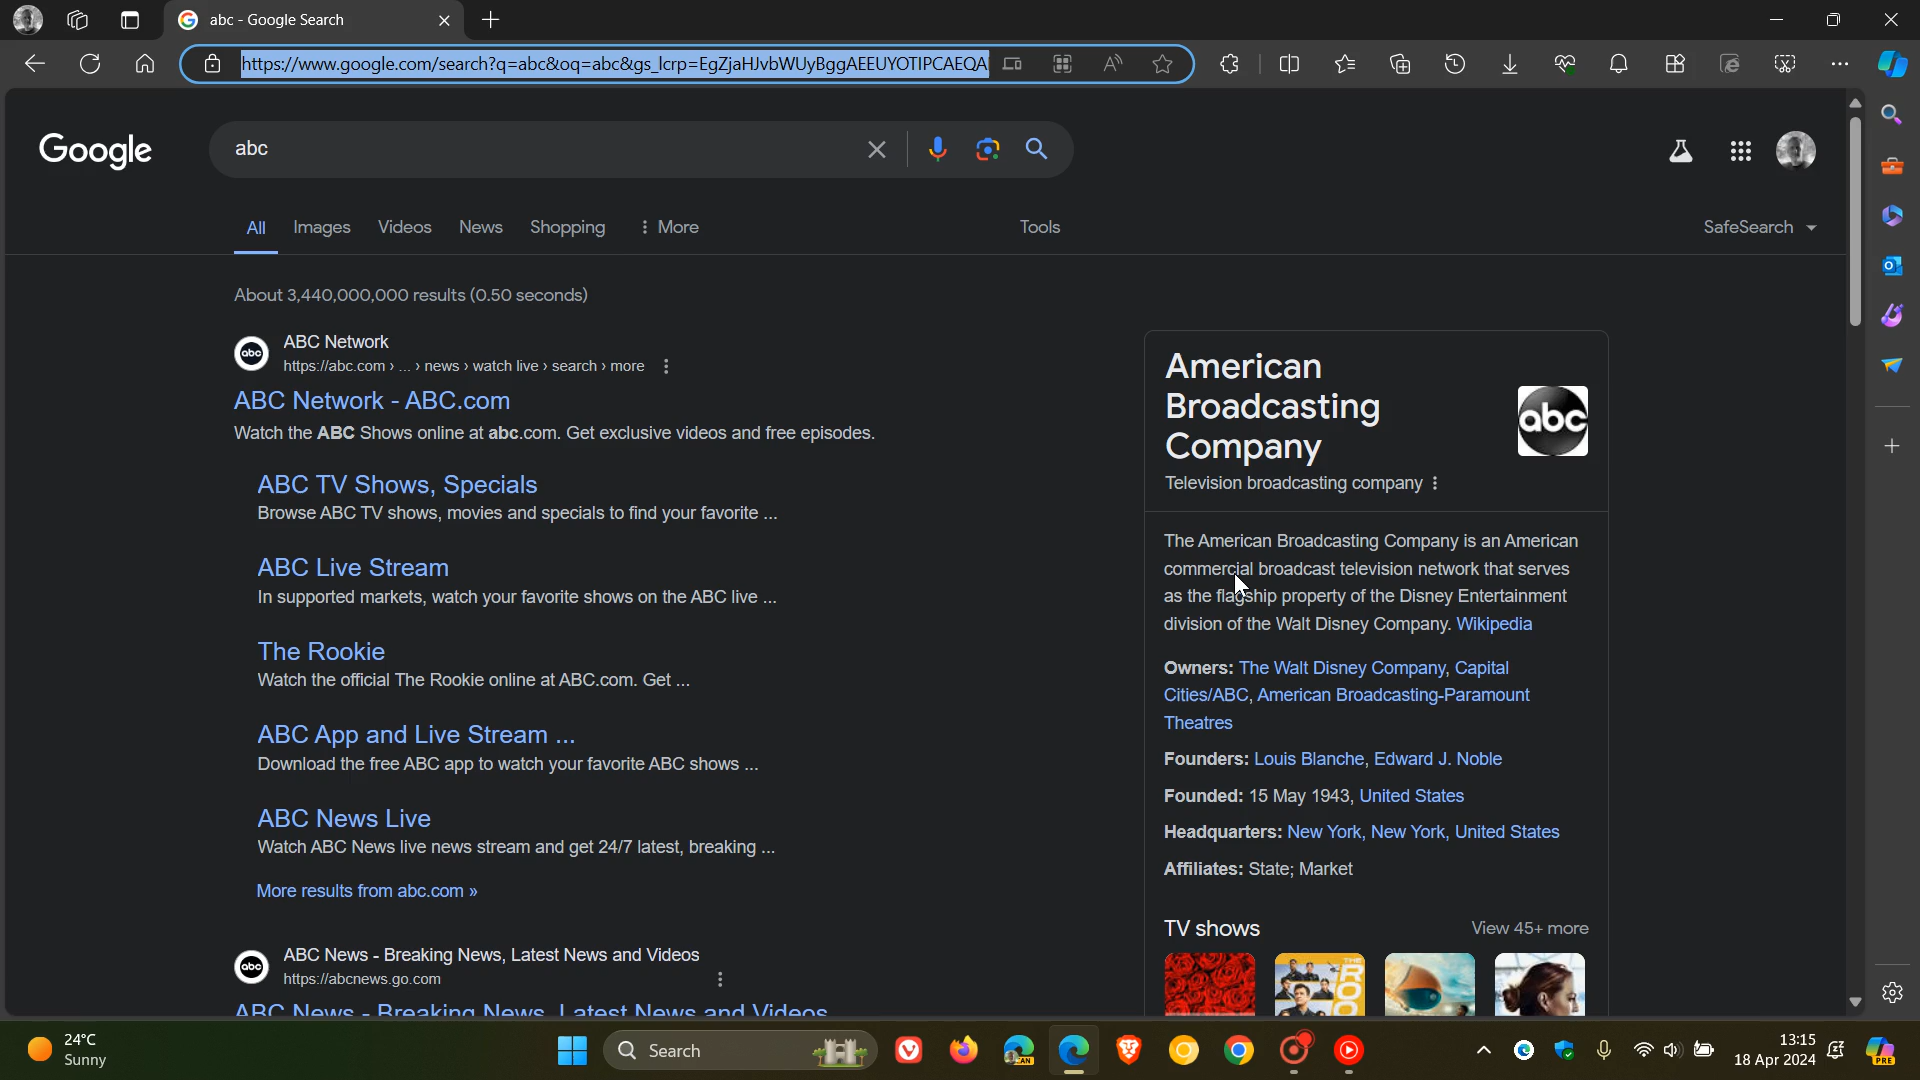 abc - Google Search
https://www.google.com/search?q=abc&oq=abc&gs_lcrp=EgZjaHJvbWUyBggAEEUYOTIPCAEQA
Google
abc
All Images Videos News Shopping More Tools SafeSearch
About 3,440,000,000 results (0.50 seconds)
abc
ABC Network
https://abc.com › ... › news › watch live › search › more
ABC Network - ABC.com
Watch the ABC Shows online at abc.com. Get exclusive videos and free episodes.
ABC TV Shows, Specials
Browse ABC TV shows, movies and specials to find your favorite ...
ABC Live Stream
In supported markets, watch your favorite shows on the ABC live ...
The Rookie
Watch the official The Rookie online at ABC.com. Get ...
ABC App and Live Stream ...
Download the free ABC app to watch your favorite ABC shows ...
ABC News Live
Watch ABC News live news stream and get 24/7 latest, breaking ...
More results from abc.com »
abc
ABC News - Breaking News, Latest News and Videos
https://abcnews.go.com
ABC News - Breaking News, Latest News and Videos
American
Broadcasting
Company
abc
Television broadcasting company
The American Broadcasting Company is an American
commercial broadcast television network that serves
as the flagship property of the Disney Entertainment
division of the Walt Disney Company. Wikipedia
Owners: The Walt Disney Company, Capital
Cities/ABC, American Broadcasting-Paramount
Theatres
Founders: Louis Blanche, Edward J. Noble
Founded: 15 May 1943, United States
Headquarters: New York, New York, United States
Affiliates: State; Market
TV shows View 45+ more
24°C
Sunny
Search
CAN
13:15
18 Apr 2024
PRE